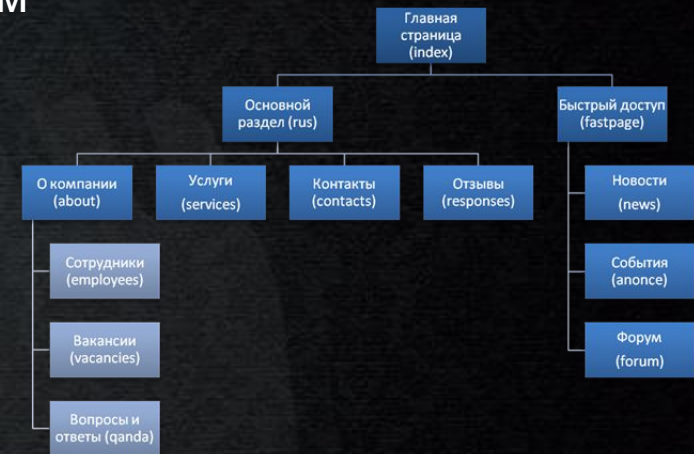 м
Главная
страница
(index)
Основной
раздел (rus)
Быстрый доступ
(fastpage)
О компании
(about)
Услуги
(services)
Контакты
(contacts)
Отзывы
(responses)
Новости
(news)
Сотрудники
(employees)
События
(anonce)
Вакансии
(vacancies)
Форум
(forum)
Вопросы и
ответы (qanda)